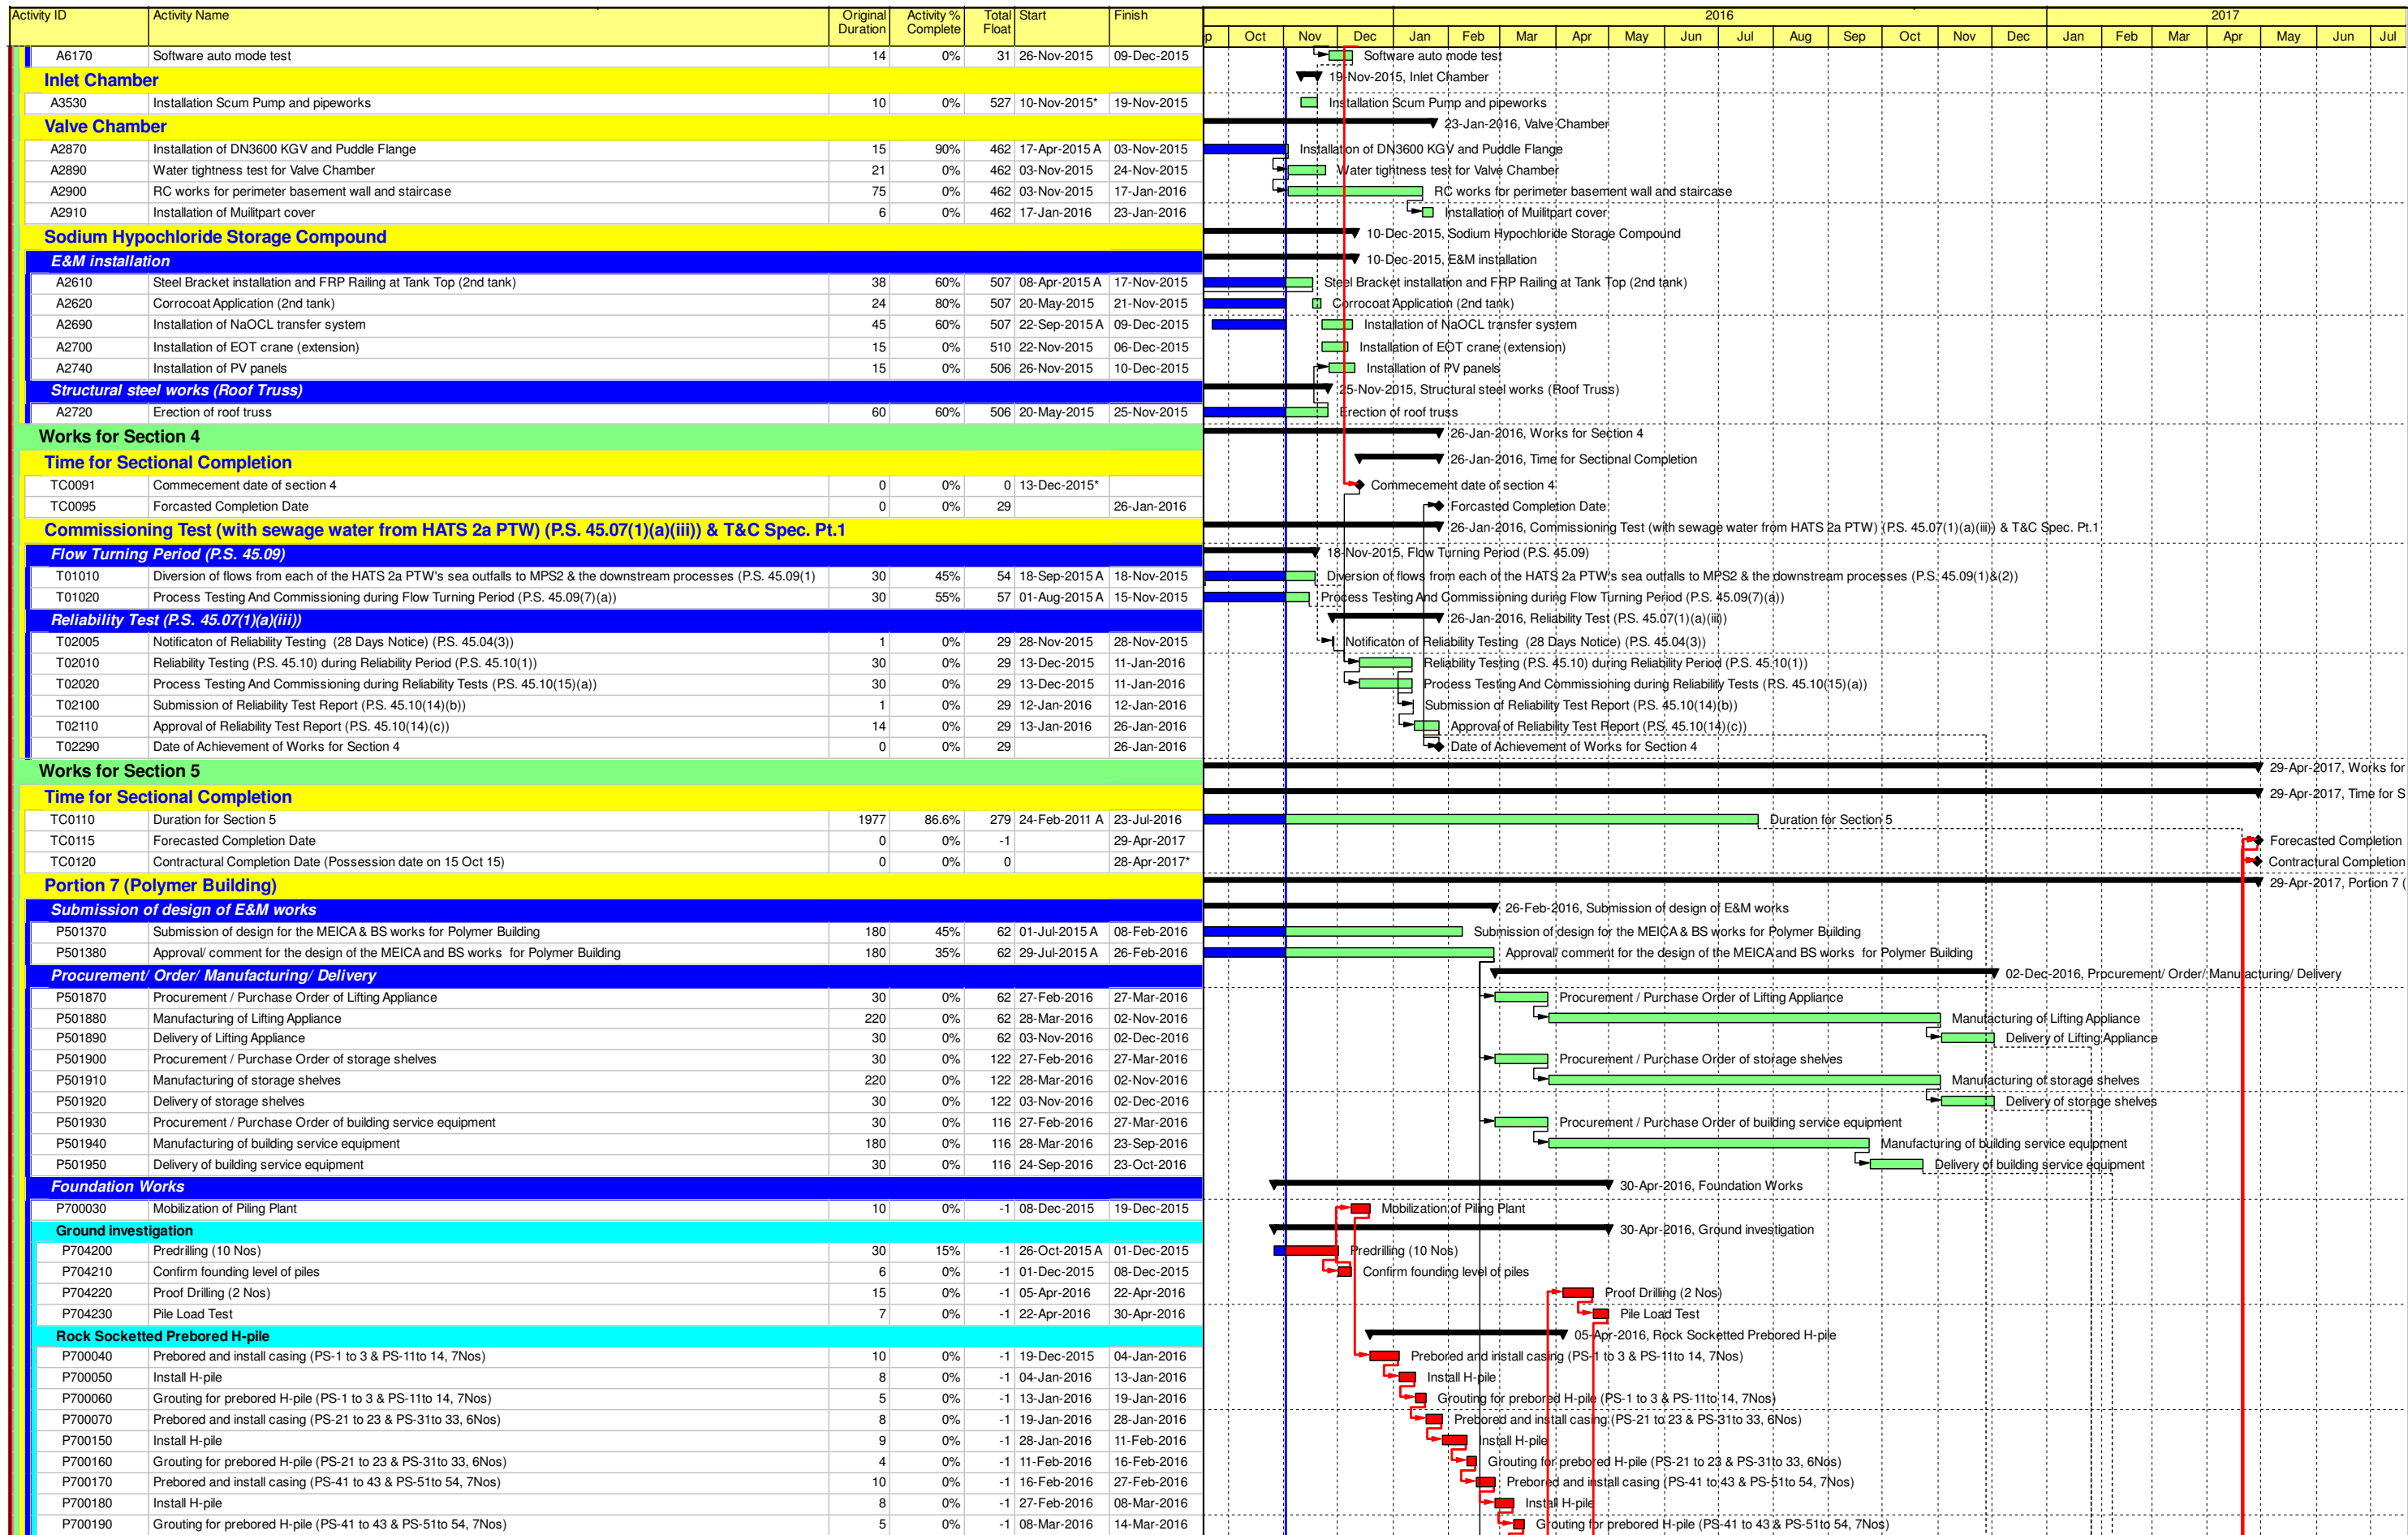 Activity ID Activity Name Original Duration Activity % Complete Total Float Start Finish 2016 2017
p Oct Nov Dec Jan Feb Mar Apr May Jun Jul Aug Sep Oct Nov Dec Jan Feb Mar Apr May Jun Jul
A6170 Software auto mode test 14 0% 31 26-Nov-2015 09-Dec-2015 Software auto mode test
Inlet Chamber 19-Nov-2015, Inlet Chamber
A3530 Installation Scum Pump and pipeworks 10 0% 527 10-Nov-2015* 19-Nov-2015 Installation Scum Pump and pipeworks
Valve Chamber 23-Jan-2016, Valve Chamber
A2870 Installation of DN3600 KGV and Puddle Flange 15 90% 462 17-Apr-2015 A 03-Nov-2015 Installation of DN3600 KGV and Puddle Flange
A2890 Water tightness test for Valve Chamber 21 0% 462 03-Nov-2015 24-Nov-2015 Water tightness test for Valve Chamber
A2900 RC works for perimeter basement wall and staircase 75 0% 462 03-Nov-2015 17-Jan-2016 RC works for perimeter basement wall and staircase
A2910 Installation of Muilitpart cover 6 0% 462 17-Jan-2016 23-Jan-2016 Installation of Muilitpart cover
Sodium Hypochloride Storage Compound 10-Dec-2015, Sodium Hypochloride Storage Compound
E&M installation 10-Dec-2015, E&M installation
A2610 Steel Bracket installation and FRP Railing at Tank Top (2nd tank) 38 60% 507 08-Apr-2015 A 17-Nov-2015 Steel Bracket installation and FRP Railing at Tank Top (2nd tank)
A2620 Corrocoat Application (2nd tank) 24 80% 507 20-May-2015 21-Nov-2015 Corrocoat Application (2nd tank)
A2690 Installation of NaOCL transfer system 45 60% 507 22-Sep-2015 A 09-Dec-2015 Installation of NaOCL transfer system
A2700 Installation of EOT crane (extension) 15 0% 510 22-Nov-2015 06-Dec-2015 Installation of EOT crane (extension)
A2740 Installation of PV panels 15 0% 506 26-Nov-2015 10-Dec-2015 Installation of PV panels
Structural steel works (Roof Truss) 25-Nov-2015, Structural steel works (Roof Truss)
A2720 Erection of roof truss 60 60% 506 20-May-2015 25-Nov-2015 Erection of roof truss
Works for Section 4 26-Jan-2016, Works for Section 4
Time for Sectional Completion 26-Jan-2016, Time for Sectional Completion
TC0091 Commecement date of section 4 0 0% 0 13-Dec-2015* Commecement date of section 4
TC0095 Forcasted Completion Date 0 0% 29 26-Jan-2016 Forcasted Completion Date
Commissioning Test (with sewage water from HATS 2a PTW) (P.S. 45.07(1)(a)(iii)) & T&C Spec. Pt.1 26-Jan-2016, Commissioning Test (with sewage water from HATS 2a PTW) (P.S. 45.07(1)(a)(iii)) & T&C Spec. Pt.1
Flow Turning Period (P.S. 45.09) 18-Nov-2015, Flow Turning Period (P.S. 45.09)
T01010 Diversion of flows from each of the HATS 2a PTW's sea outfalls to MPS2 & the downstream processes (P.S. 45.09(1) 30 45% 54 18-Sep-2015 A 18-Nov-2015 Diversion of flows from each of the HATS 2a PTW's sea outfalls to MPS2 & the downstream processes (P.S. 45.09(1)&(2))
T01020 Process Testing And Commissioning during Flow Turning Period (P.S. 45.09(7)(a)) 30 55% 57 01-Aug-2015 A 15-Nov-2015 Process Testing And Commissioning during Flow Turning Period (P.S. 45.09(7)(a))
Reliability Test (P.S. 45.07(1)(a)(iii)) 26-Jan-2016, Reliability Test (P.S. 45.07(1)(a)(iii))
T02005 Notificaton of Reliability Testing (28 Days Notice) (P.S. 45.04(3)) 1 0% 29 28-Nov-2015 28-Nov-2015 Notificaton of Reliability Testing (28 Days Notice) (P.S. 45.04(3))
T02010 Reliability Testing (P.S. 45.10) during Reliability Period (P.S. 45.10(1)) 30 0% 29 13-Dec-2015 11-Jan-2016 Reliability Testing (P.S. 45.10) during Reliability Period (P.S. 45.10(1))
T02020 Process Testing And Commissioning during Reliability Tests (P.S. 45.10(15)(a)) 30 0% 29 13-Dec-2015 11-Jan-2016 Process Testing And Commissioning during Reliability Tests (P.S. 45.10(15)(a))
T02100 Submission of Reliability Test Report (P.S. 45.10(14)(b)) 1 0% 29 12-Jan-2016 12-Jan-2016 Submission of Reliability Test Report (P.S. 45.10(14)(b))
T02110 Approval of Reliability Test Report (P.S. 45.10(14)(c)) 14 0% 29 13-Jan-2016 26-Jan-2016 Approval of Reliability Test Report (P.S. 45.10(14)(c))
T02290 Date of Achievement of Works for Section 4 0 0% 29 26-Jan-2016 Date of Achievement of Works for Section 4
Works for Section 5 29-Apr-2017, Works for
Time for Sectional Completion 29-Apr-2017, Time for S
TC0110 Duration for Section 5 1977 86.6% 279 24-Feb-2011 A 23-Jul-2016 Duration for Section 5
TC0115 Forecasted Completion Date 0 0% -1 29-Apr-2017 Forecasted Completion
TC0120 Contractural Completion Date (Possession date on 15 Oct 15) 0 0% 0 28-Apr-2017* Contractural Completion
Portion 7 (Polymer Building) 29-Apr-2017, Portion 7 (
Submission of design of E&M works 26-Feb-2016, Submission of design of E&M works
P501370 Submission of design for the MEICA & BS works for Polymer Building 180 45% 62 01-Jul-2015 A 08-Feb-2016 Submission of design for the MEICA & BS works for Polymer Building
P501380 Approval/ comment for the design of the MEICA and BS works for Polymer Building 180 35% 62 29-Jul-2015 A 26-Feb-2016 Approval/ comment for the design of the MEICA and BS works for Polymer Building
Procurement/ Order/ Manufacturing/ Delivery 02-Dec-2016, Procurement/ Order/ Manufacturing/ Delivery
P501870 Procurement / Purchase Order of Lifting Appliance 30 0% 62 27-Feb-2016 27-Mar-2016 Procurement / Purchase Order of Lifting Appliance
P501880 Manufacturing of Lifting Appliance 220 0% 62 28-Mar-2016 02-Nov-2016 Manufacturing of Lifting Appliance
P501890 Delivery of Lifting Appliance 30 0% 62 03-Nov-2016 02-Dec-2016 Delivery of Lifting Appliance
P501900 Procurement / Purchase Order of storage shelves 30 0% 122 27-Feb-2016 27-Mar-2016 Procurement / Purchase Order of storage shelves
P501910 Manufacturing of storage shelves 220 0% 122 28-Mar-2016 02-Nov-2016 Manufacturing of storage shelves
P501920 Delivery of storage shelves 30 0% 122 03-Nov-2016 02-Dec-2016 Delivery of storage shelves
P501930 Procurement / Purchase Order of building service equipment 30 0% 116 27-Feb-2016 27-Mar-2016 Procurement / Purchase Order of building service equipment
P501940 Manufacturing of building service equipment 180 0% 116 28-Mar-2016 23-Sep-2016 Manufacturing of building service equipment
P501950 Delivery of building service equipment 30 0% 116 24-Sep-2016 23-Oct-2016 Delivery of building service equipment
Foundation Works 30-Apr-2016, Foundation Works
P700030 Mobilization of Piling Plant 10 0% -1 08-Dec-2015 19-Dec-2015 Mobilization of Piling Plant
Ground investigation 30-Apr-2016, Ground investigation
P704200 Predrilling (10 Nos) 30 15% -1 26-Oct-2015 A 01-Dec-2015 Predrilling (10 Nos)
P704210 Confirm founding level of piles 6 0% -1 01-Dec-2015 08-Dec-2015 Confirm founding level of piles
P704220 Proof Drilling (2 Nos) 15 0% -1 05-Apr-2016 22-Apr-2016 Proof Drilling (2 Nos)
P704230 Pile Load Test 7 0% -1 22-Apr-2016 30-Apr-2016 Pile Load Test
Rock Socketted Prebored H-pile 05-Apr-2016, Rock Socketted Prebored H-pile
P700040 Prebored and install casing (PS-1 to 3 & PS-11to 14, 7Nos) 10 0% -1 19-Dec-2015 04-Jan-2016 Prebored and install casing (PS-1 to 3 & PS-11to 14, 7Nos)
P700050 Install H-pile 8 0% -1 04-Jan-2016 13-Jan-2016 Install H-pile
P700060 Grouting for prebored H-pile (PS-1 to 3 & PS-11to 14, 7Nos) 5 0% -1 13-Jan-2016 19-Jan-2016 Grouting for prebored H-pile (PS-1 to 3 & PS-11to 14, 7Nos)
P700070 Prebored and install casing (PS-21 to 23 & PS-31to 33, 6Nos) 8 0% -1 19-Jan-2016 28-Jan-2016 Prebored and install casing (PS-21 to 23 & PS-31to 33, 6Nos)
P700150 Install H-pile 9 0% -1 28-Jan-2016 11-Feb-2016 Install H-pile
P700160 Grouting for prebored H-pile (PS-21 to 23 & PS-31to 33, 6Nos) 4 0% -1 11-Feb-2016 16-Feb-2016 Grouting for prebored H-pile (PS-21 to 23 & PS-31to 33, 6Nos)
P700170 Prebored and install casing (PS-41 to 43 & PS-51to 54, 7Nos) 10 0% -1 16-Feb-2016 27-Feb-2016 Prebored and install casing (PS-41 to 43 & PS-51to 54, 7Nos)
P700180 Install H-pile 8 0% -1 27-Feb-2016 08-Mar-2016 Install H-pile
P700190 Grouting for prebored H-pile (PS-41 to 43 & PS-51to 54, 7Nos) 5 0% -1 08-Mar-2016 14-Mar-2016 Grouting for prebored H-pile (PS-41 to 43 & PS-51to 54, 7Nos)